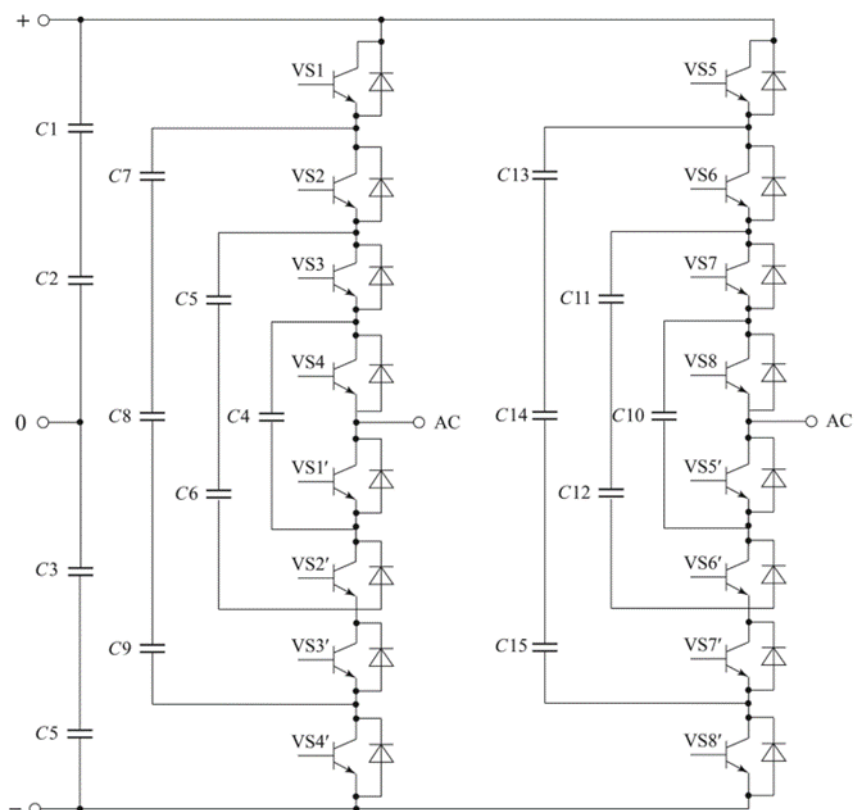 +
VS1
VS5
C1
C7
C13
VS2
VS6
C2
C5
VS3
C11
VS7
VS4
VS8
0
C8
C4
AC
C14
C10
AC
VS1′
VS5′
C6
C12
C3
VS2′
VS6′
C9
VS3′
C15
VS7′
C5
VS4′
VS8′
−